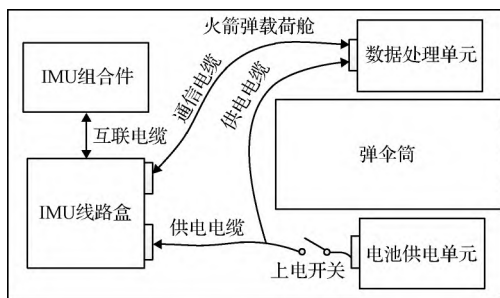 火箭弹载荷舱
IMU组合件
数据处理单元
通信电缆
供电电缆
互联电缆
弹伞筒
IMU线路盒
供电电缆
上电开关
电池供电单元